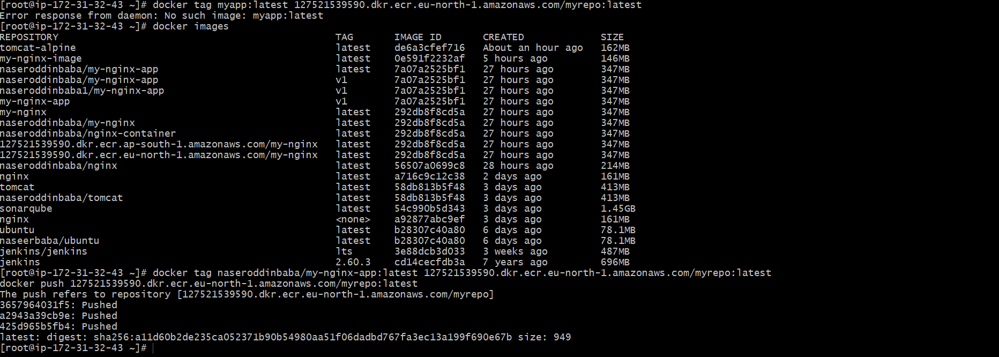 [root@ip-172-31-32-43 ~]# docker tag myapp:latest 127521539590.dkr.ecr.eu-north-1.amazonaws.com/myrepo:latest
Error response from daemon: No such image: myapp:latest
[root@ip-172-31-32-43 ~]# docker images
REPOSITORY TAG IMAGE ID CREATED SIZE
tomcat-alpine latest de6a3cfef716 About an hour ago 162MB
my-nginx-image latest 0e591f2232af 5 hours ago 146MB
naseroddinbaba/my-nginx-app latest 7a07a2525bf1 27 hours ago 347MB
naseroddinbaba/my-nginx-app v1 7a07a2525bf1 27 hours ago 347MB
naseroddinbaba1/my-nginx-app v1 7a07a2525bf1 27 hours ago 347MB
my-nginx-app v1 7a07a2525bf1 27 hours ago 347MB
my-nginx latest 292db8f8cd5a 27 hours ago 347MB
naseroddinbaba/my-nginx latest 292db8f8cd5a 27 hours ago 347MB
naseroddinbaba/nginx-container latest 292db8f8cd5a 27 hours ago 347MB
127521539590.dkr.ecr.ap-south-1.amazonaws.com/my-nginx latest 292db8f8cd5a 27 hours ago 347MB
127521539590.dkr.ecr.eu-north-1.amazonaws.com/my-nginx latest 292db8f8cd5a 27 hours ago 347MB
naseroddinbaba/nginx latest 56507a0699c8 28 hours ago 214MB
nginx latest a716c9c12c38 2 days ago 161MB
tomcat latest 58db813b5f48 3 days ago 413MB
naseroddinbaba/tomcat latest 58db813b5f48 3 days ago 413MB
sonarqube latest 54c990b5d343 3 days ago 1.45GB
nginx <none> a92877abc9ef 3 days ago 161MB
ubuntu latest b28307c40a80 6 days ago 78.1MB
naseerbaba/ubuntu latest b28307c40a80 6 days ago 78.1MB
jenkins/jenkins lts 3e88dcb3d033 3 weeks ago 487MB
jenkins 2.60.3 cd14cecfdb3a 7 years ago 696MB
[root@ip-172-31-32-43 ~]# docker tag naseroddinbaba/my-nginx-app:latest 127521539590.dkr.ecr.eu-north-1.amazonaws.com/myrepo:latest
docker push 127521539590.dkr.ecr.eu-north-1.amazonaws.com/myrepo:latest
The push refers to repository [127521539590.dkr.ecr.eu-north-1.amazonaws.com/myrepo]
3657964031f5: Pushed
a2943a39cb9e: Pushed
425d965b5fb4: Pushed
latest: digest: sha256:a11d60b2de235ca052371b90b54980aa51f06dadbd767fa3ec13a199f690e67b size: 949
[root@ip-172-31-32-43 ~]#